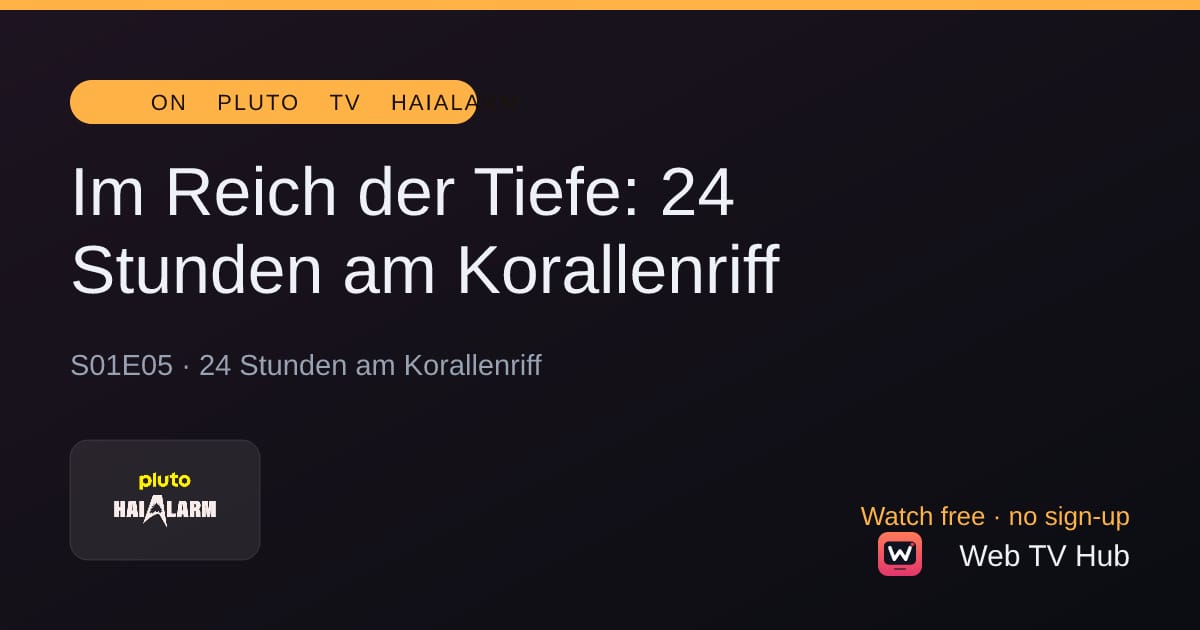 ON PLUTO TV HAIALARM
Im Reich der Tiefe: 24
Stunden am Korallenriff
S01E05 · 24 Stunden am Korallenriff
pluto
HAIALARM
Watch free · no sign-up
W
Web TV Hub